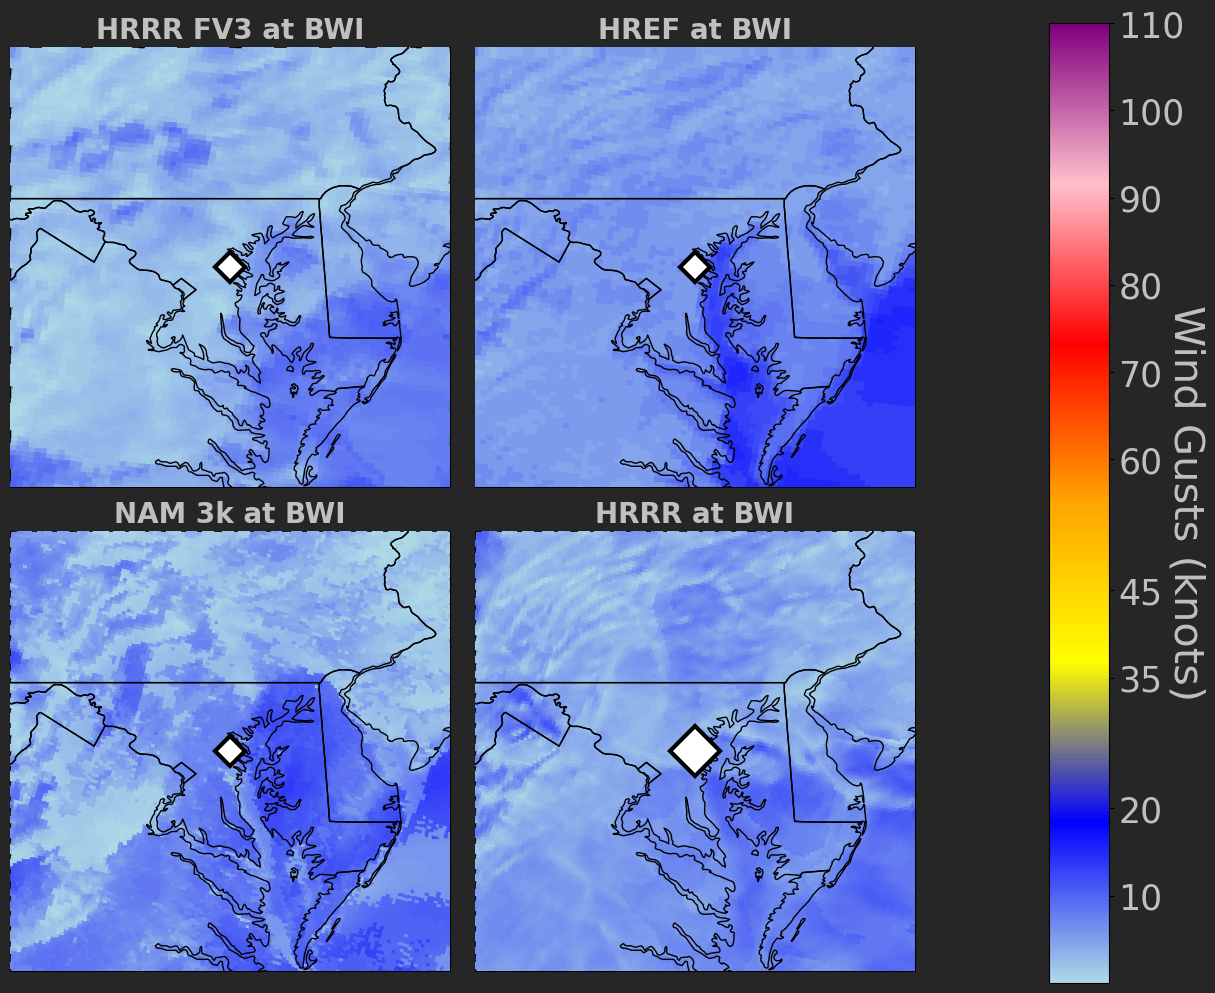 HRRR FV3 at BWI
HREF at BWI
NAM 3k at BWI
HRRR at BWI
110
100
90
80
70
60
45
35
20
10
Wind Gusts (knots)